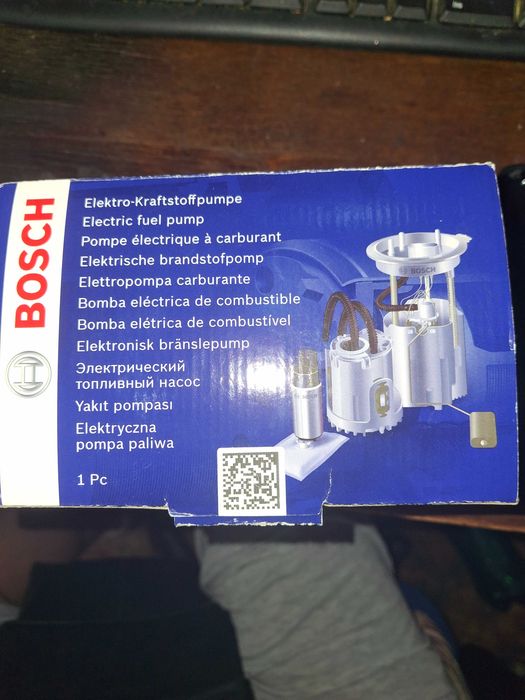 BOSCH
Elektro-Kraftstoffpumpe
Electric fuel pump
Pompe électrique à carburant
Elektrische brandstofpomp
Elettropompa carburante
Bomba eléctrica de combustible
Bomba elétrica de combustível
Elektronisk bränslepump
Электрический
топливный насос
Yakıt pompası
Elektryczna
pompa paliwa
1 Pc
BOSCH